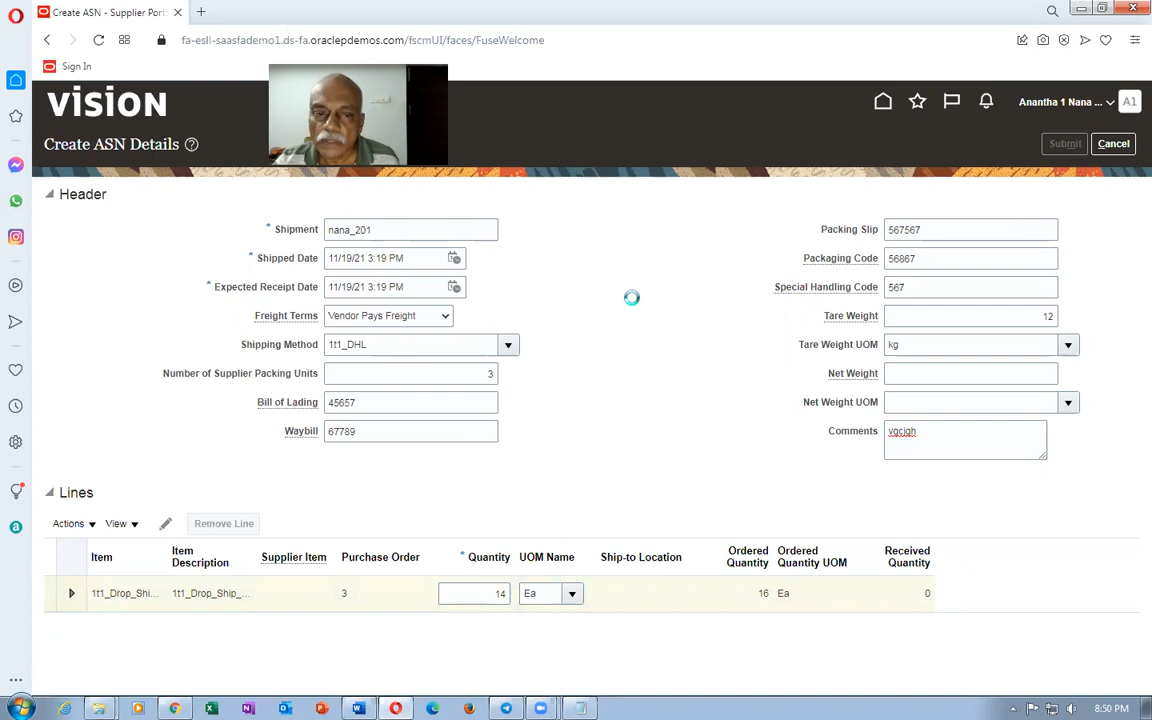 Create ASN - Supplier Port
fa-esli-saasfademo1.ds-fa.oraclepdemos.com/fscmUI/faces/FuseWelcome
Sign In
VISION
Anantha 1 Nana ...
A1
Create ASN Details
Submit
Cancel
Header
* Shipment nana_201
* Shipped Date 11/19/21 3:19 PM
* Expected Receipt Date 11/19/21 3:19 PM
Freight Terms Vendor Pays Freight
Shipping Method 1t1_DHL
Number of Supplier Packing Units 3
Bill of Lading 45657
Waybill 67789
Packing Slip 567567
Packaging Code 56867
Special Handling Code 567
Tare Weight 12
Tare Weight UOM kg
Net Weight
Net Weight UOM
Comments vgcjgh
Lines
Actions View Remove Line
Item Item Description Supplier Item Purchase Order * Quantity UOM Name Ship-to Location Ordered Quantity Ordered Quantity UOM Received Quantity
1t1_Drop_Shi... 1t1_Drop_Ship_... 3 14 Ea 16 Ea 0
8:50 PM